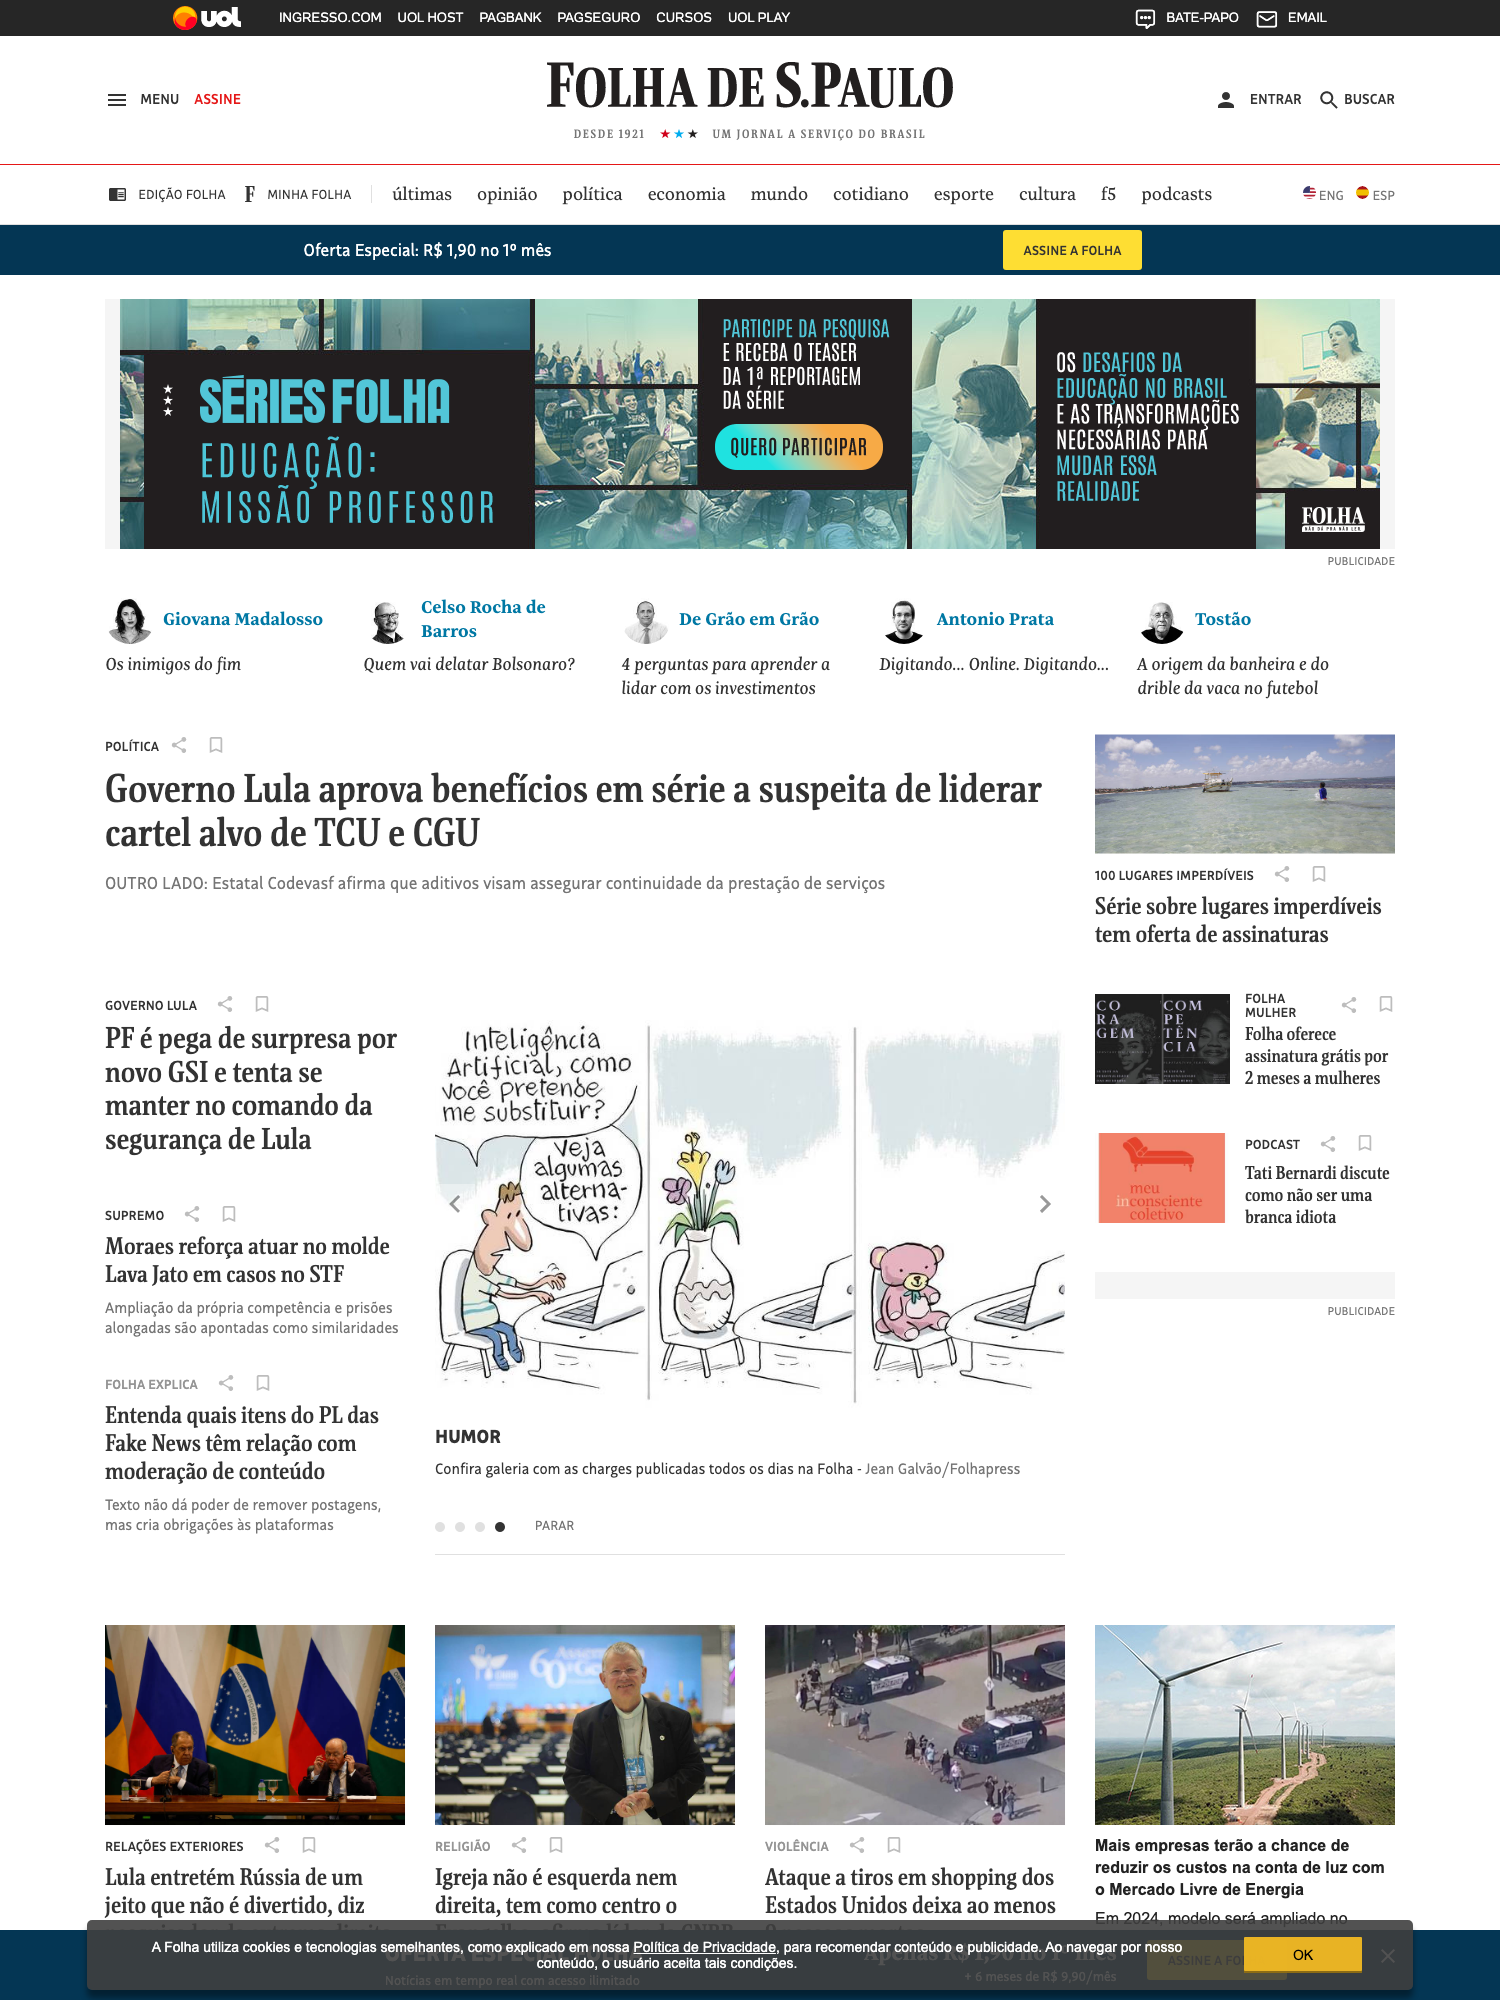 uol INGRESSO.COM UOL HOST PAGBANK PAGSEGURO CURSOS UOL PLAY BATE-PAPO EMAIL
MENU ASSINE
FOLHA DE S.PAULO
DESDE 1921 ★★★ UM JORNAL A SERVIÇO DO BRASIL
ENTRAR BUSCAR
EDIÇÃO FOLHA F MINHA FOLHA últimas opinião política economia mundo cotidiano esporte cultura f5 podcasts ENG ESP
Oferta Especial: R$ 1,90 no 1º mês ASSINE A FOLHA
SÉRIES FOLHA
EDUCAÇÃO:
MISSÃO PROFESSOR
PARTICIPE DA PESQUISA
E RECEBA O TEASER
DA 1ª REPORTAGEM
DA SÉRIE
QUERO PARTICIPAR
OS DESAFIOS DA
EDUCAÇÃO NO BRASIL
E AS TRANSFORMAÇÕES
NECESSÁRIAS PARA
MUDAR ESSA
REALIDADE
FOLHA
NÃO DÁ PRA NÃO LER
PUBLICIDADE
Giovana Madalosso
Os inimigos do fim
Celso Rocha de
Barros
Quem vai delatar Bolsonaro?
De Grão em Grão
4 perguntas para aprender a
lidar com os investimentos
Antonio Prata
Digitando... Online. Digitando...
Tostão
A origem da banheira e do
drible da vaca no futebol
POLÍTICA
Governo Lula aprova benefícios em série a suspeita de liderar
cartel alvo de TCU e CGU
OUTRO LADO: Estatal Codevasf afirma que aditivos visam assegurar continuidade da prestação de serviços
100 LUGARES IMPERDÍVEIS
Série sobre lugares imperdíveis
tem oferta de assinaturas
GOVERNO LULA
PF é pega de surpresa por
novo GSI e tenta se
manter no comando da
segurança de Lula
SUPREMO
Moraes reforça atuar no molde
Lava Jato em casos no STF
Ampliação da própria competência e prisões
alongadas são apontadas como similaridades
FOLHA EXPLICA
Entenda quais itens do PL das
Fake News têm relação com
moderação de conteúdo
Texto não dá poder de remover postagens,
mas cria obrigações às plataformas
Inteligência
Artificial, como
você pretende
me substituir?
Veja
algumas
alterna-
tivas:
HUMOR
Confira galeria com as charges publicadas todos os dias na Folha - Jean Galvão/Folhapress
PARAR
CO
RA
GEM
COM
PE
TÊN
CIA
FOLHA
MULHER
Folha oferece
assinatura grátis por
2 meses a mulheres
meu
inconsciente
coletivo
PODCAST
Tati Bernardi discute
como não ser uma
branca idiota
PUBLICIDADE
RELAÇÕES EXTERIORES
Lula entretém Rússia de um
jeito que não é divertido, diz
RELIGIÃO
Igreja não é esquerda nem
direita, tem como centro o
VIOLÊNCIA
Ataque a tiros em shopping dos
Estados Unidos deixa ao menos
Mais empresas terão a chance de
reduzir os custos na conta de luz com
o Mercado Livre de Energia
Em 2024, modelo será ampliado no
A Folha utiliza cookies e tecnologias semelhantes, como explicado em nossa Política de Privacidade, para recomendar conteúdo e publicidade. Ao navegar por nosso
conteúdo, o usuário aceita tais condições.
OK
Notícias em tempo real com acesso ilimitado
Apenas R$ 1,90 no 1º mês
+ 6 meses de R$ 9,90/mês
ASSINE A FO